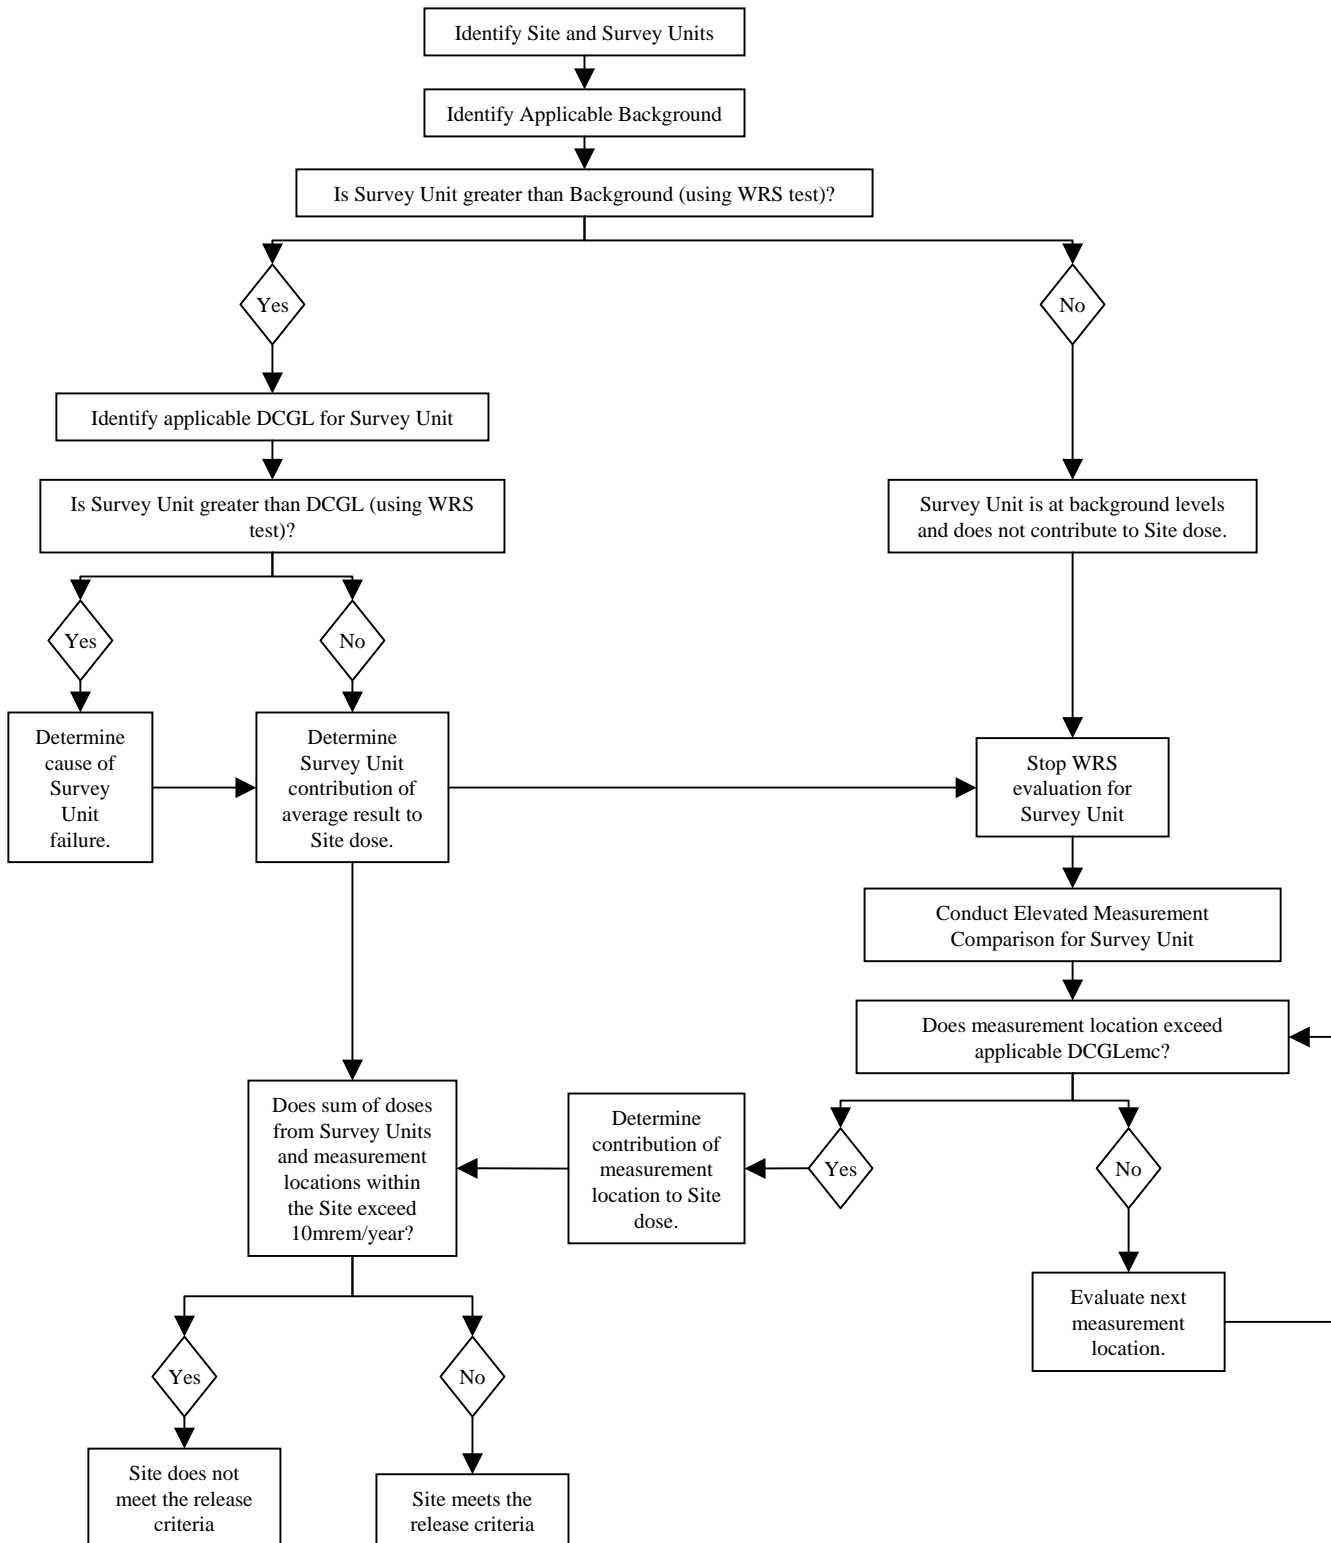 Identify Site and Survey Units
Identify Applicable Background
Is Survey Unit greater than Background (using WRS test)?
Yes
No
Identify applicable DCGL for Survey Unit
Is Survey Unit greater than DCGL (using WRS
test)?
Survey Unit is at background levels
and does not contribute to Site dose.
Yes
No
Determine
cause of
Survey
Unit
failure.
Determine
Survey Unit
contribution of
average result to
Site dose.
Stop WRS
evaluation for
Survey Unit
Conduct Elevated Measurement
Comparison for Survey Unit
Does measurement location exceed
applicable DCGLemc?
Does sum of doses
from Survey Units
and measurement
locations within
the Site exceed
10mrem/year?
Determine
contribution of
measurement
location to Site
dose.
Yes
No
Evaluate next
measurement
location.
Yes
No
Site does not
meet the release
criteria
Site meets the
release criteria